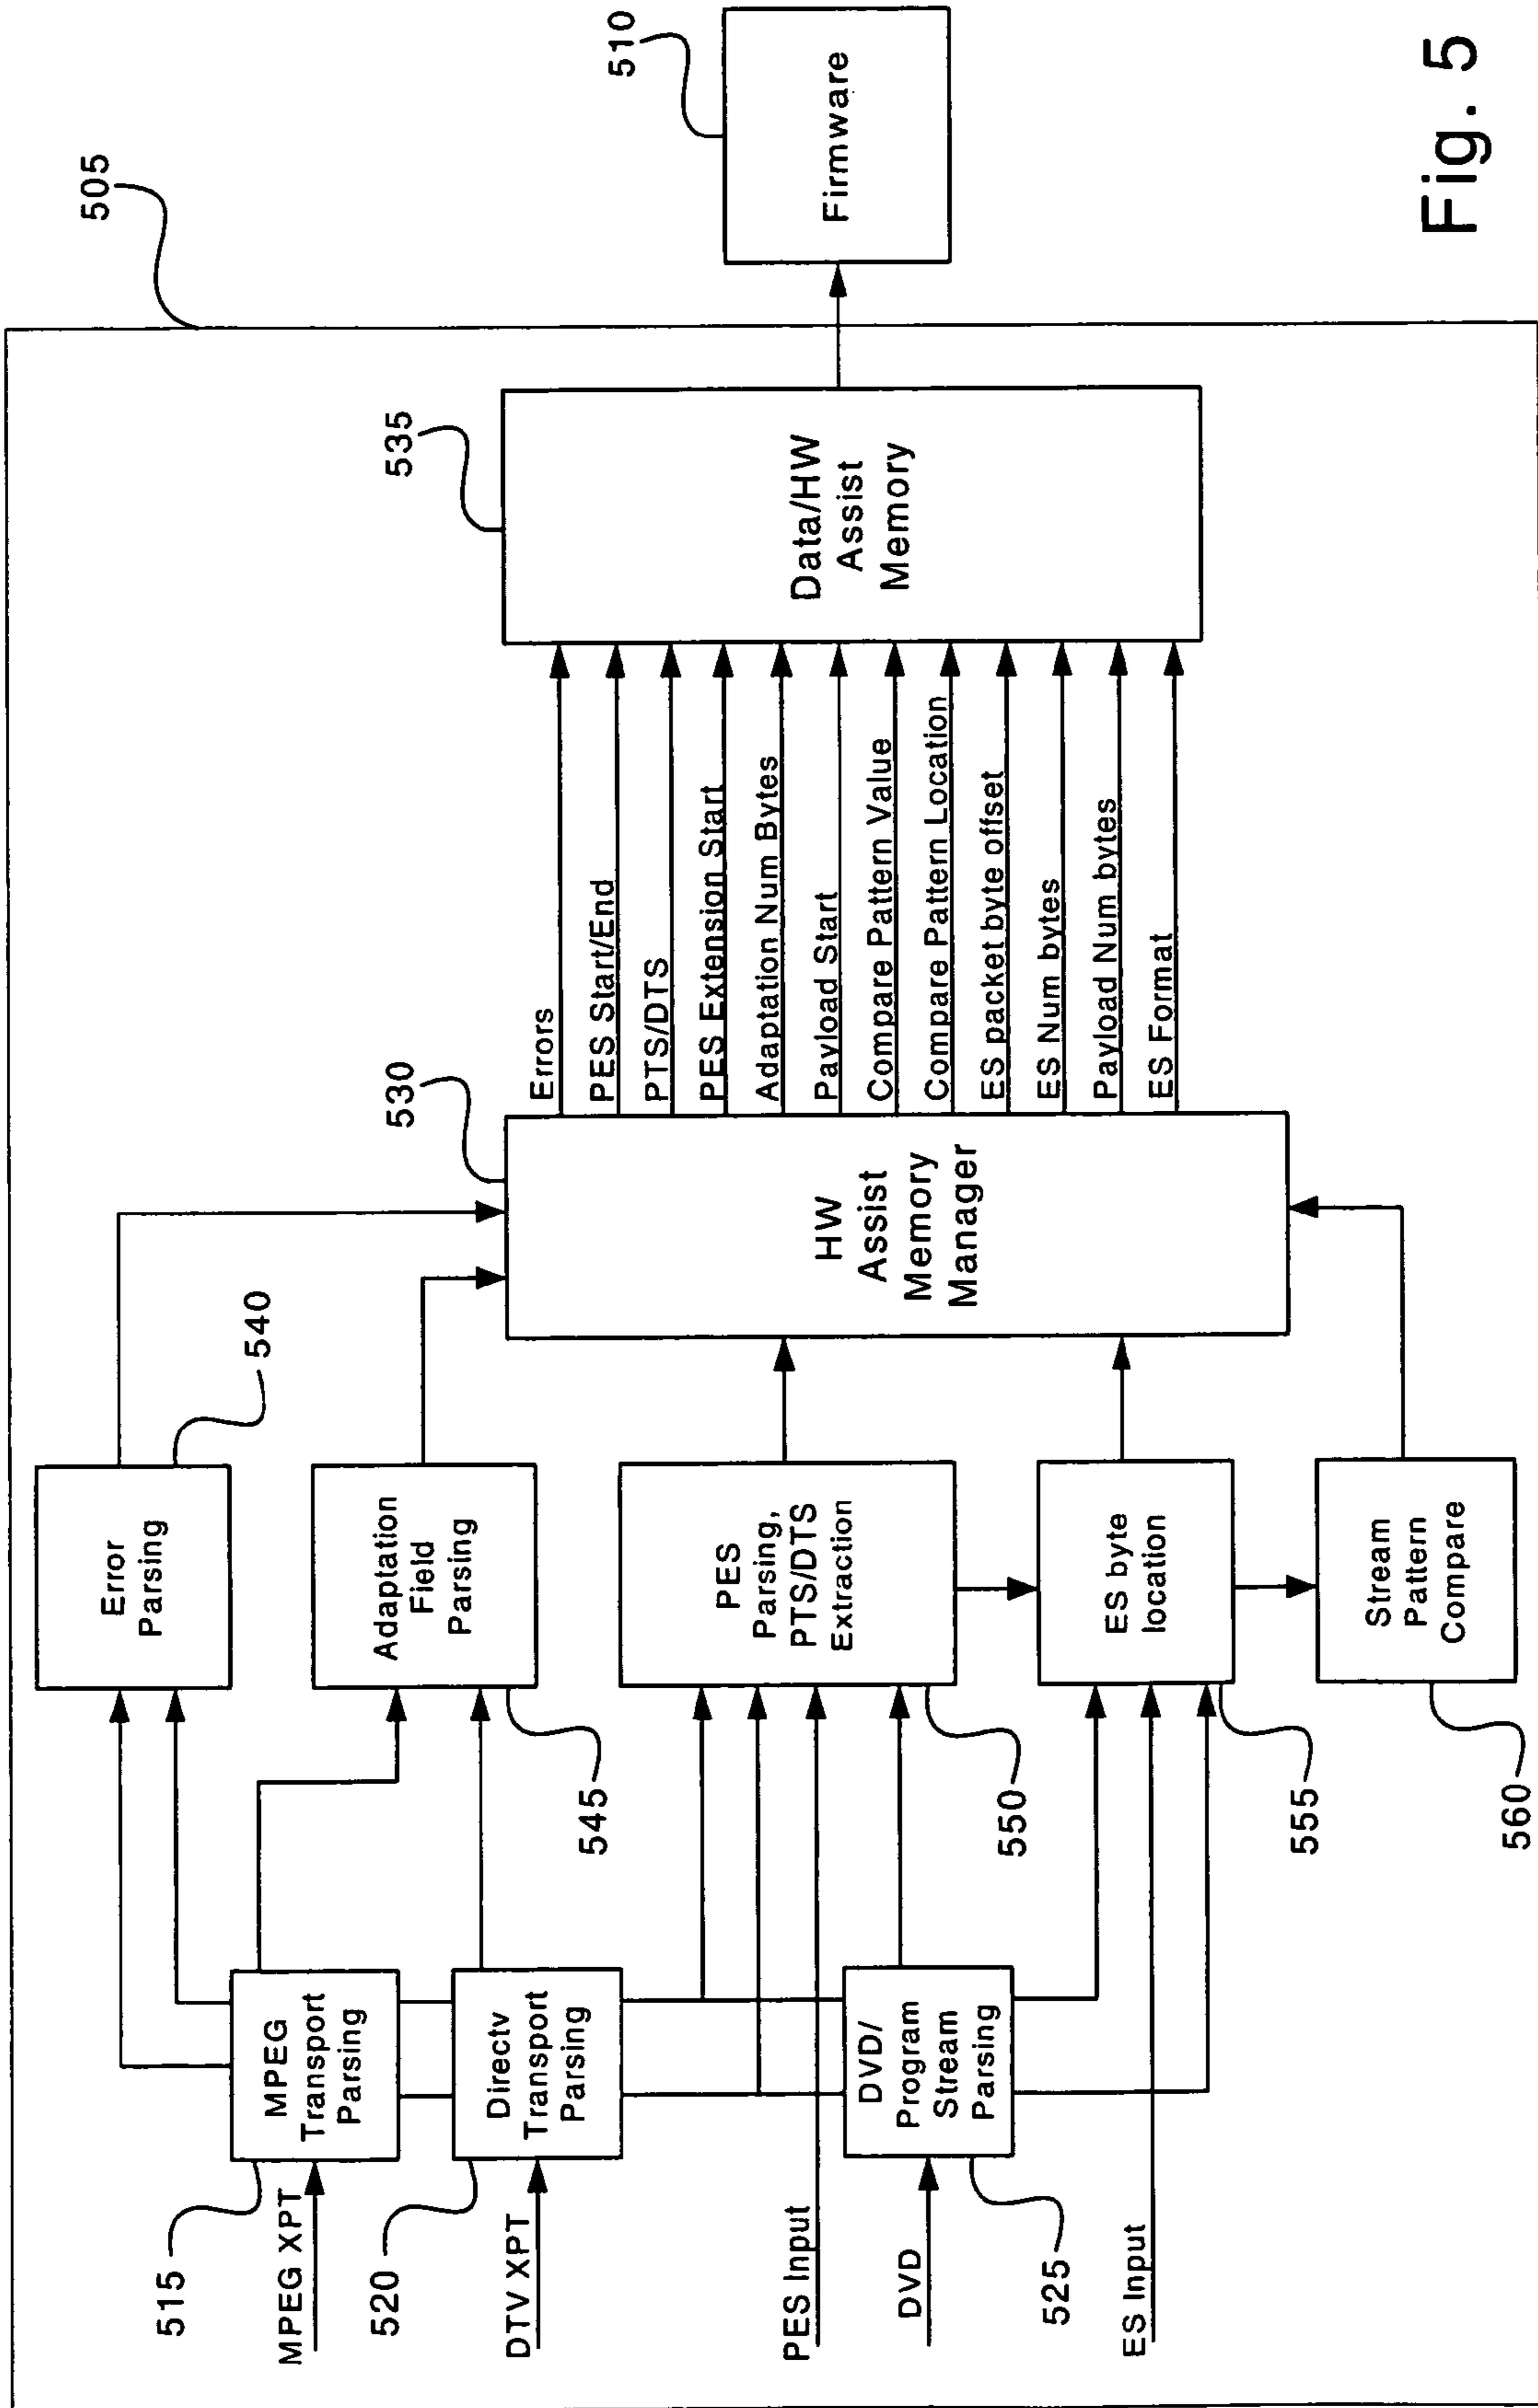 505
510
Firmware
535
Data/HW
Assist
Memory
Errors
PES Start/End
PTS/DTS
PES Extension Start
Adaptation Num Bytes
Payload Start
Compare Pattern Value
Compare Pattern Location
ES packet byte offset
ES Num bytes
Payload Num bytes
ES Format
530
HW
Assist
Memory
Manager
540
Error
Parsing
Adaptation
Field
Parsing
545
PES
Parsing,
PTS/DTS
Extraction
550
ES byte
location
555
Stream
Pattern
Compare
560
MPEG
Transport
Parsing
515
MPEG XPT
Directv
Transport
Parsing
520
DTV XPT
PES Input
DVD/
Program
Stream
Parsing
DVD
525
ES Input
Fig. 5